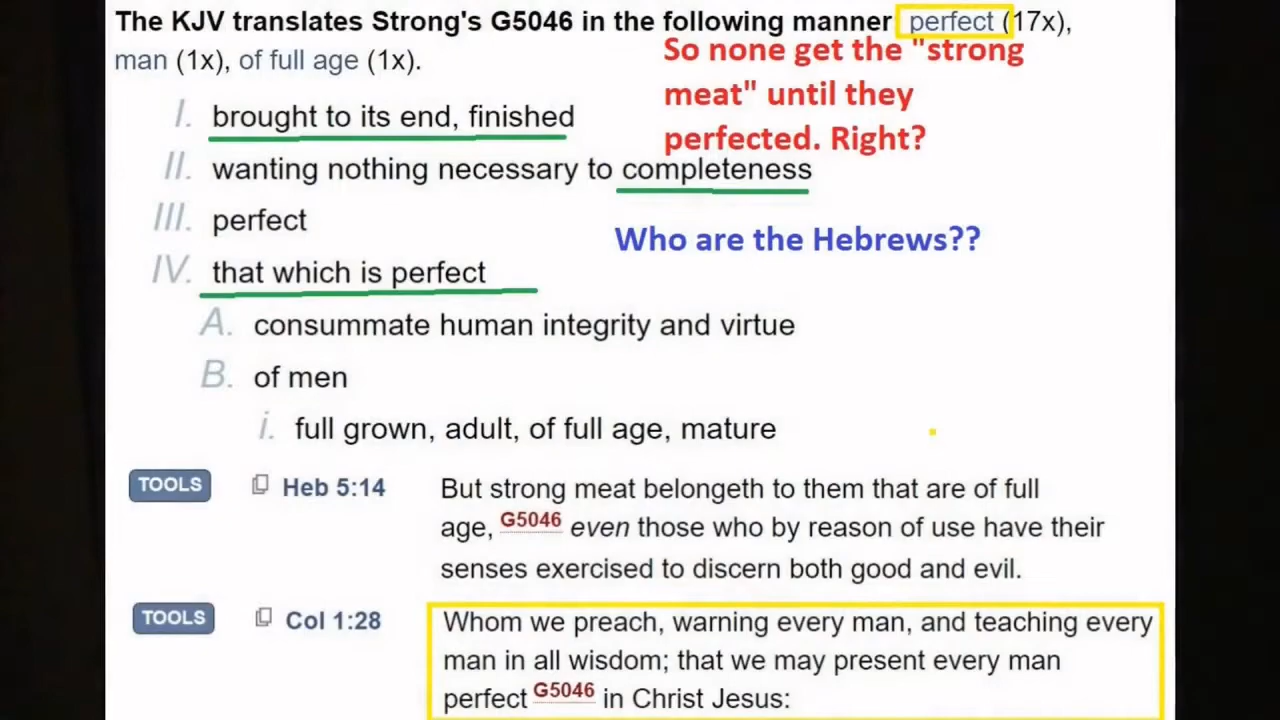 The KJV translates Strong's G5046 in the following manner perfect (17x),
man (1x), of full age (1x).
So none get the "strong
meat" until they
perfected. Right?
I. brought to its end, finished
II. wanting nothing necessary to completeness
III. perfect
Who are the Hebrews??
IV. that which is perfect
A. consummate human integrity and virtue
B. of men
i. full grown, adult, of full age, mature
TOOLS Heb 5:14 But strong meat belongeth to them that are of full
age, G5046 even those who by reason of use have their
senses exercised to discern both good and evil.
TOOLS Col 1:28 Whom we preach, warning every man, and teaching every
man in all wisdom; that we may present every man
perfect G5046 in Christ Jesus: